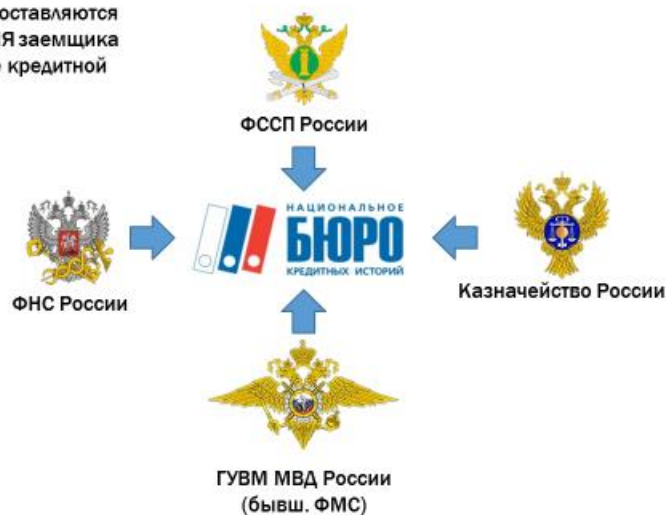 оставляются
Я заемщика
кредитной
ФССП России
НАЦИОНАЛЬНОЕ
БЮРО
КРЕДИТНЫХ ИСТОРИЙ
ФНС России
Казначейство России
ГУВМ МВД России
(бывш. ФМС)